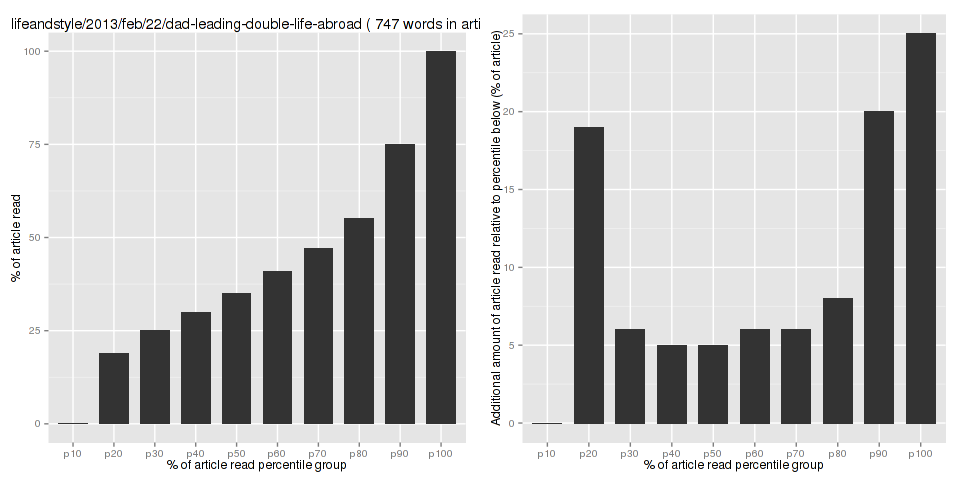 lifeandstyle/2013/feb/22/dad-leading-double-life-abroad ( 747 words in arti
% of article read
100
75
50
25
0
p10 p20 p30 p40 p50 p60 p70 p80 p90 p100
% of article read percentile group
Additional amount of article read relative to percentile below (% of article)
25
20
15
10
5
0
p10 p20 p30 p40 p50 p60 p70 p80 p90 p100
% of article read percentile group